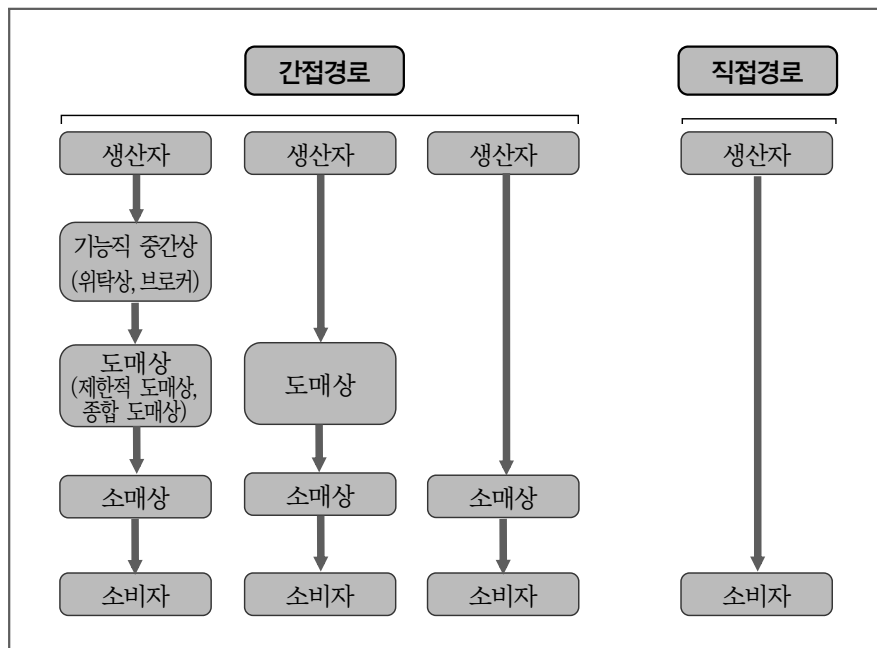 간접경로
직접경로
생산자
생산자
생산자
생산자
기능직 중간상
(위탁상, 브로커)
도매상
(제한적 도매상,
종합 도매상)
도매상
소매상
소매상
소매상
소비자
소비자
소비자
소비자